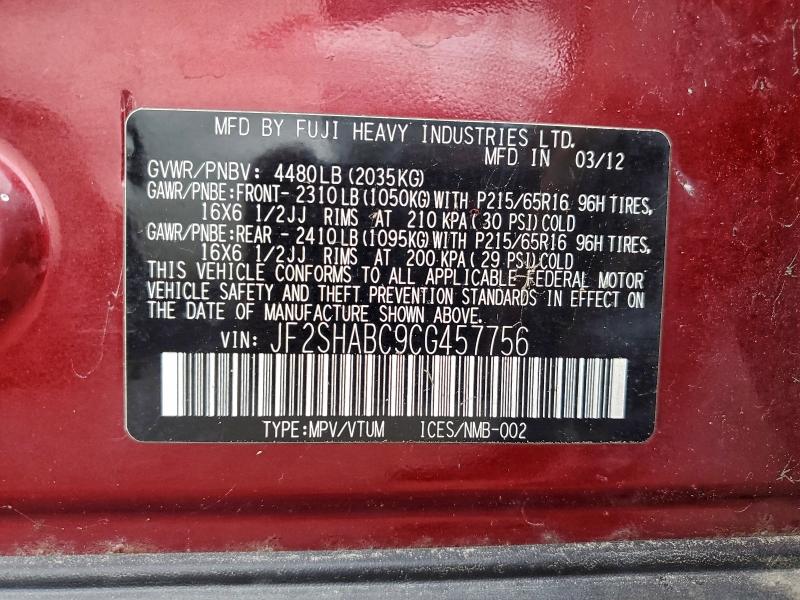 MFD BY FUJI HEAVY INDUSTRIES LTD.
MFD IN 03/12
GVWR/PNBV: 4480LB(2035KG)
GAWR/PNBE:FRONT- 2310LB(1050KG)WITH P215/65R16 96H TIRES,
16X6 1/2JJ RIMS AT 210 KPA(30 PSI)COLD
GAWR/PNBE:REAR - 2410LB(1095KG)WITH P215/65R16 96H TIRES,
16X6 1/2JJ RIMS AT 200 KPA(29 PSI)COLD
THIS VEHICLE CONFORMS TO ALL APPLICABLE FEDERAL MOTOR
VEHICLE SAFETY AND THEFT PREVENTION STANDARDS IN EFFECT ON
THE DATE OF MANUFACTURE SHOWN ABOVE.
VIN: JF2SHABC9CG457756
TYPE:MPV/VTUM ICES/NMB-002